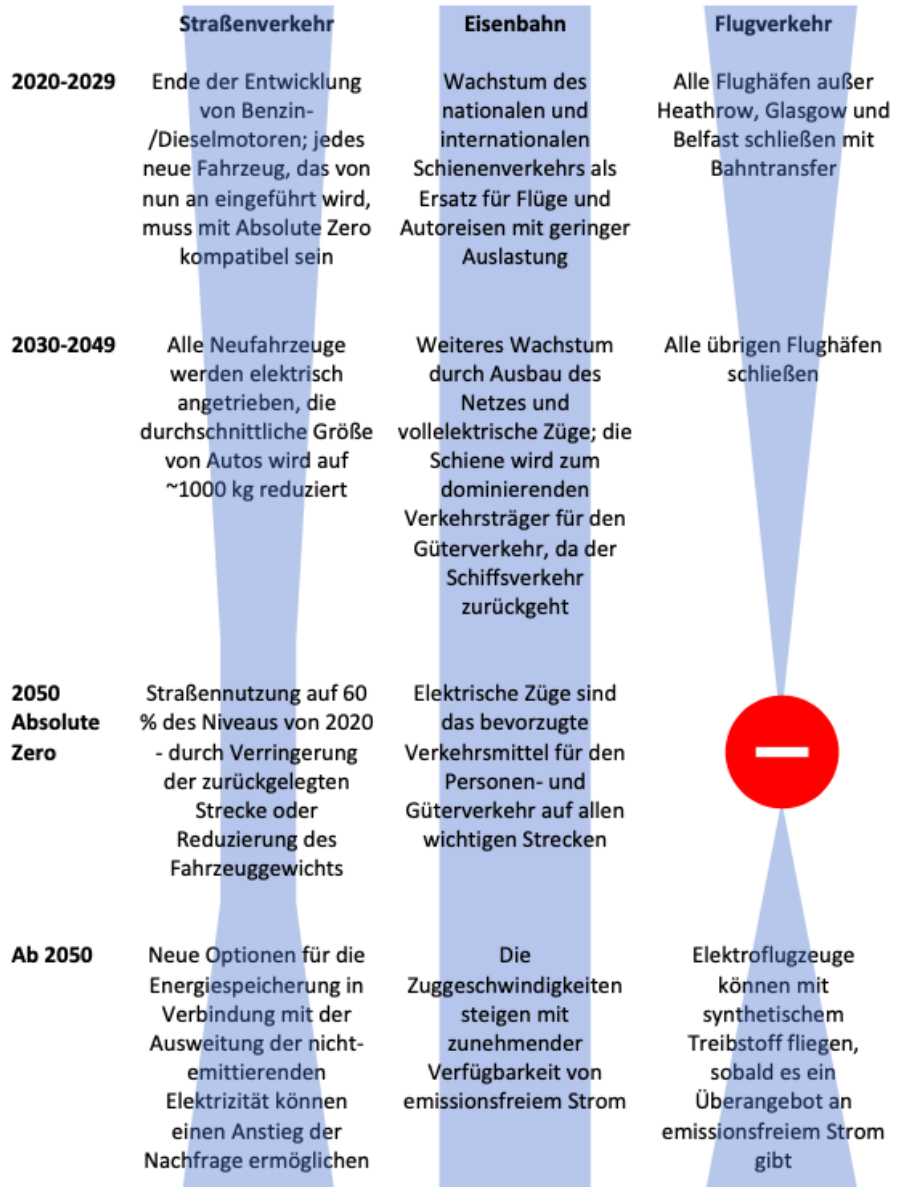 Straßenverkehr
Eisenbahn
Flugverkehr
2020-2029
Ende der Entwicklung
von Benzin-
/Dieselmotoren; jedes
neue Fahrzeug, das von
nun an eingeführt wird,
muss mit Absolute Zero
kompatibel sein
Wachstum des
nationalen und
internationalen
Schienenverkehrs als
Ersatz für Flüge und
Autoreisen mit geringer
Auslastung
Alle Flughäfen außer
Heathrow, Glasgow und
Belfast schließen mit
Bahntransfer
2030-2049
Alle Neufahrzeuge
werden elektrisch
angetrieben, die
durchschnittliche Größe
von Autos wird auf
~1000 kg reduziert
Weiteres Wachstum
durch Ausbau des
Netzes und
vollelektrische Züge; die
Schiene wird zum
dominierenden
Verkehrsträger für den
Güterverkehr, da der
Schiffsverkehr
zurückgeht
Alle übrigen Flughäfen
schließen
2050
Absolute
Zero
Straßennutzung auf 60
% des Niveaus von 2020
- durch Verringerung
der zurückgelegten
Strecke oder
Reduzierung des
Fahrzeuggewichts
Elektrische Züge sind
das bevorzugte
Verkehrsmittel für den
Personen- und
Güterverkehr auf allen
wichtigen Strecken
Ab 2050
Neue Optionen für die
Energiespeicherung in
Verbindung mit der
Ausweitung der nicht-
emittierenden
Elektrizität können
einen Anstieg der
Nachfrage ermöglichen
Die
Zuggeschwindigkeiten
steigen mit
zunehmender
Verfügbarkeit von
emissionsfreiem Strom
Elektroflugzeuge
können mit
synthetischem
Treibstoff fliegen,
sobald es ein
Überangebot an
emissionsfreiem Strom
gibt